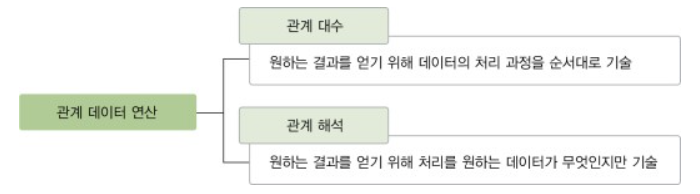 관계 대수
원하는 결과를 얻기 위해 데이터의 처리 과정을 순서대로 기술
관계 데이터 연산
관계 해석
원하는 결과를 얻기 위해 처리를 원하는 데이터가 무엇인지만 기술